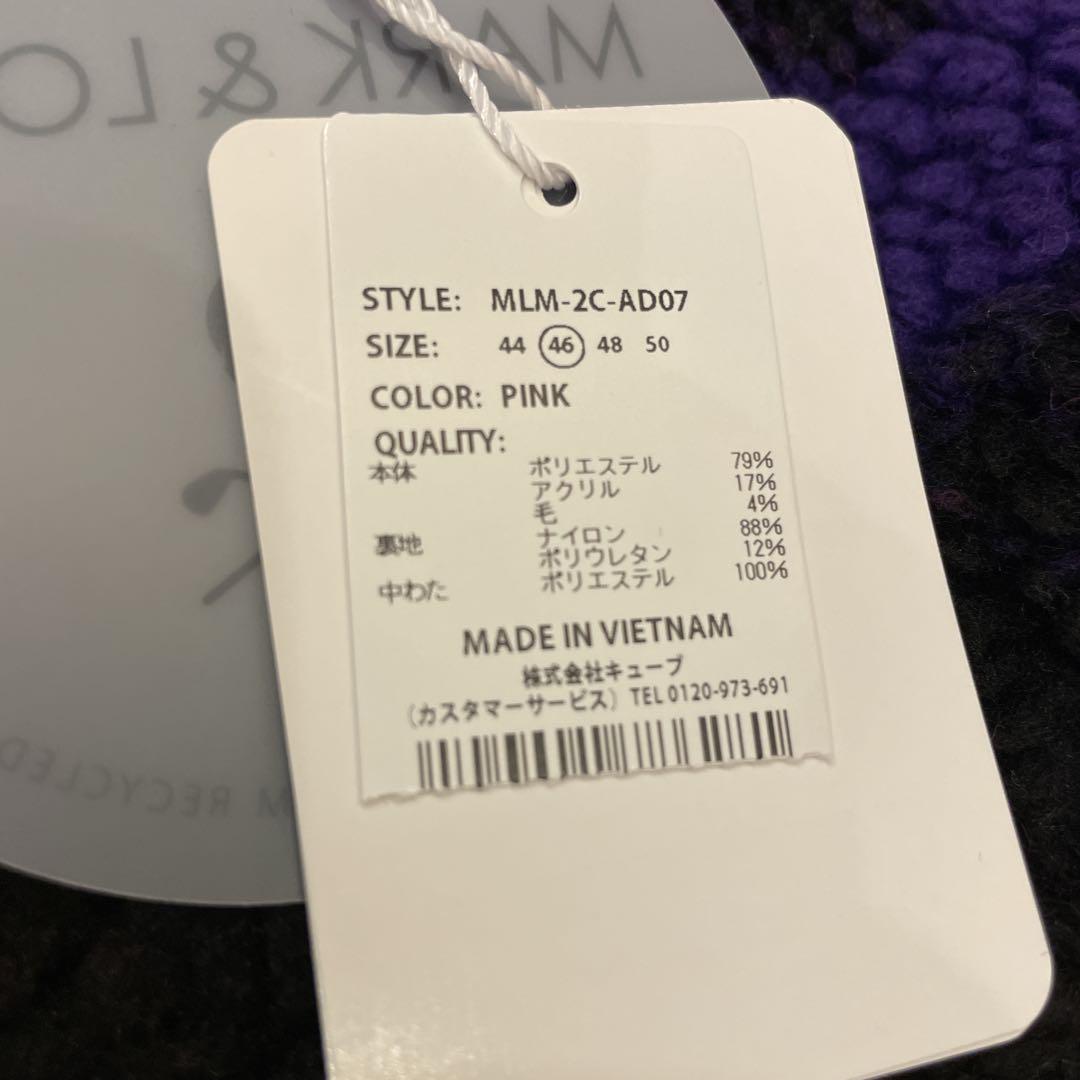 MARK & LO
STYLE: MLM-2C-AD07
SIZE: 44 46 48 50
COLOR: PINK
QUALITY:
本体 ポリエステル 79%
アクリル 17%
毛 4%
裏地 ナイロン 88%
ポリウレタン 12%
中わた ポリエステル 100%
MADE IN VIETNAM
株式会社キューブ
(カスタマーサービス) TEL 0120-973-691
M RECYCLED